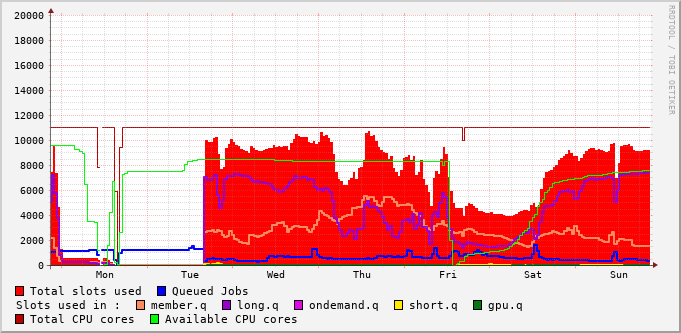 20000
18000
16000
14000
12000
10000
8000
6000
4000
2000
0
Mon Tue Wed Thu Fri Sat Sun
RRDTOOL / TOBI OETIKER
Total slots used Queued Jobs
Slots used in : member.q long.q ondemand.q short.q gpu.q
Total CPU cores Available CPU cores